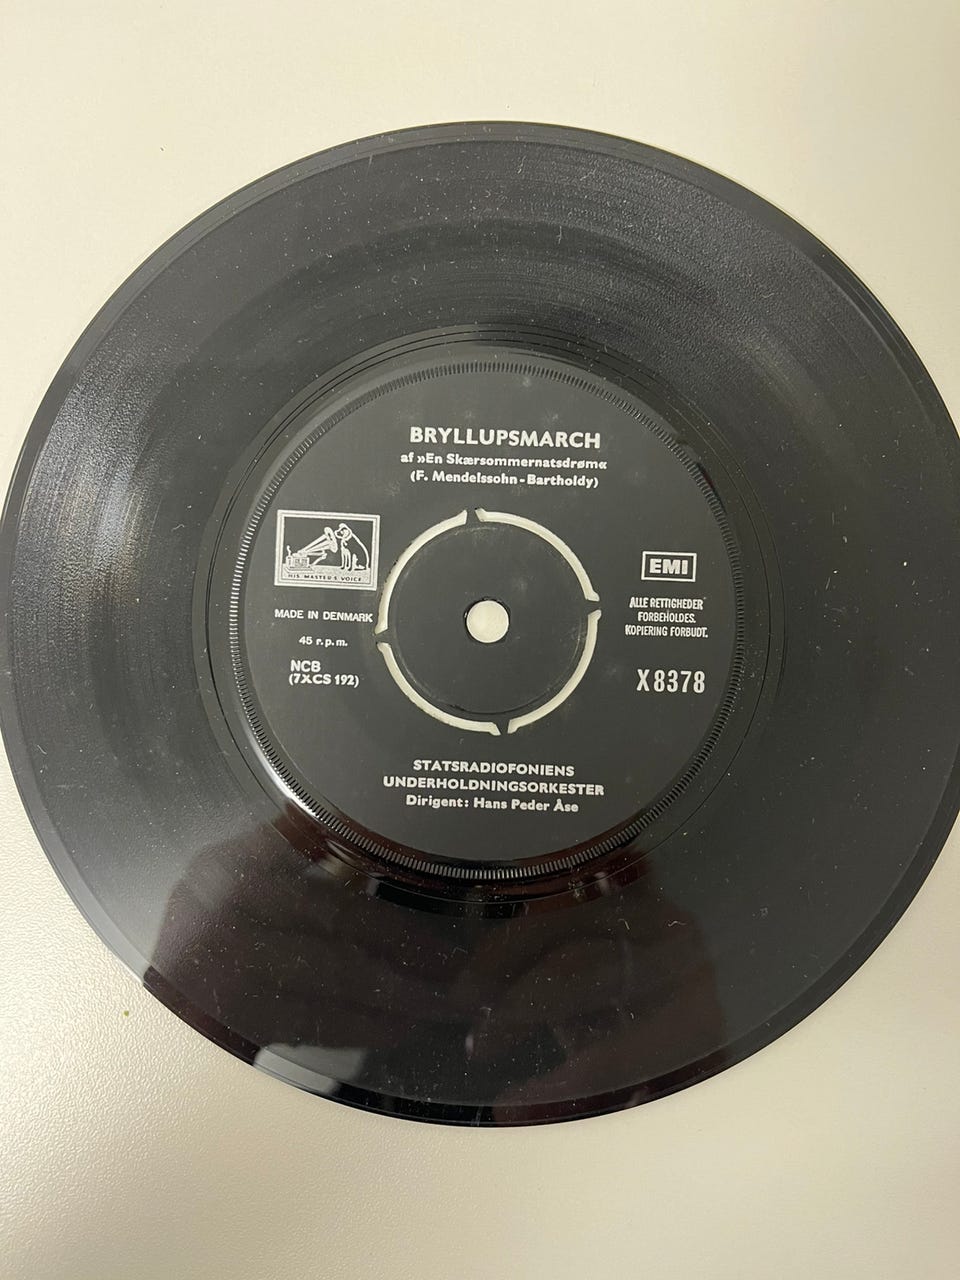 BRYLLUPSMARCH
af »En Skærsommernatsdrøm«
(F. Mendelssohn-Bartholdy)
HIS MASTER'S VOICE
MADE IN DENMARK
45 r.p.m.
NCB
(7XCS 192)
EMI
ALLE RETTIGHEDER
FORBEHOLDES.
KOPIERING FORBUDT.
X8378
STATSRADIOFONIENS
UNDERHOLDNINGSORKESTER
Dirigent: Hans Peder Åse